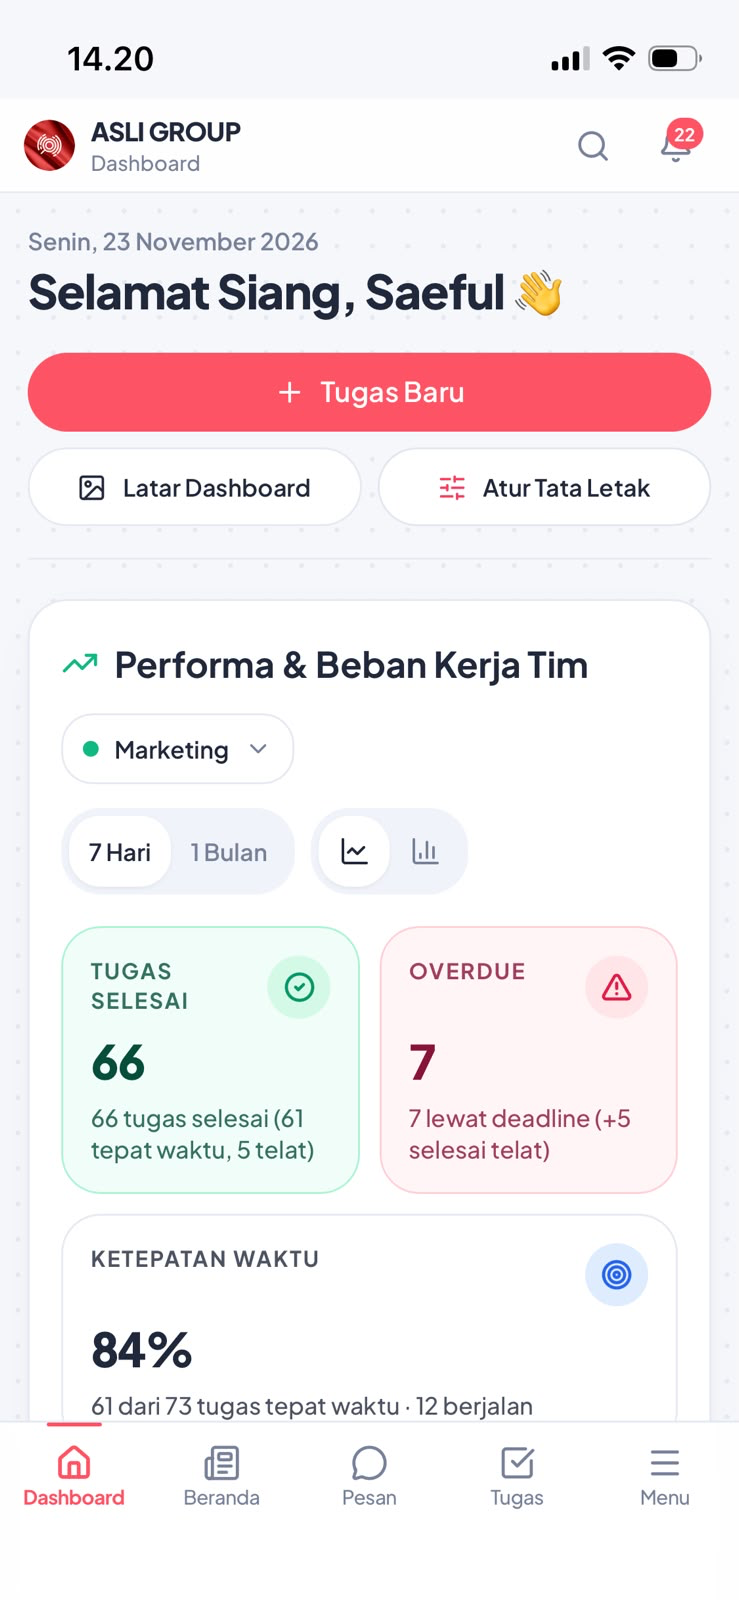 14.20
ASLI GROUP
22
Dashboard
Senin, 23 November 2026
Selamat Siang, Saeful 👋
+ Tugas Baru
Latar Dashboard
Atur Tata Letak
Performa & Beban Kerja Tim
Marketing
7 Hari
1 Bulan
TUGAS
SELESAI
66
66 tugas selesai (61
tepat waktu, 5 telat)
OVERDUE
7
7 lewat deadline (+5
selesai telat)
KETEPATAN WAKTU
84%
61 dari 73 tugas tepat waktu · 12 berjalan
Dashboard
Beranda
Pesan
Tugas
Menu